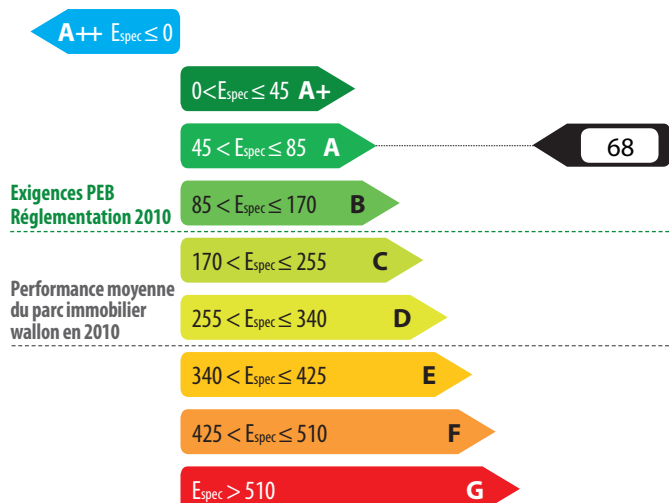 A++ Espec ≤ 0
0<Espec ≤ 45 A+
45 < Espec ≤ 85 A
68
Exigences PEB
Réglementation 2010
85 < Espec ≤ 170 B
170 < Espec ≤ 255 C
Performance moyenne
du parc immobilier
wallon en 2010
255 < Espec ≤ 340 D
340 < Espec ≤ 425 E
425 < Espec ≤ 510 F
Espec > 510 G